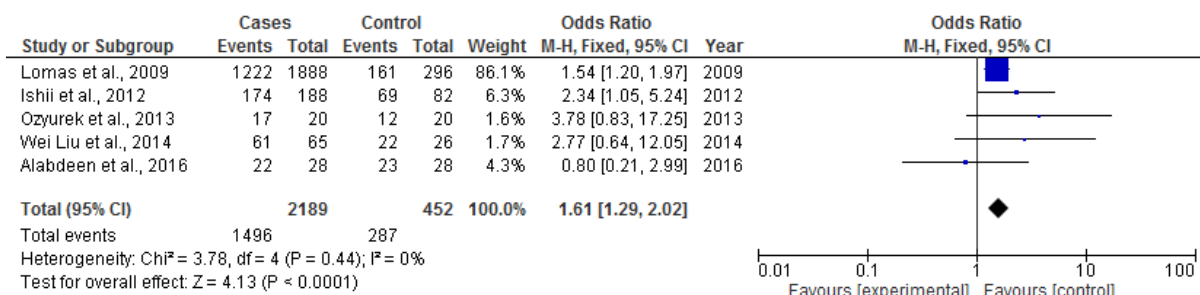 Cases Control Odds Ratio Odds Ratio
Study or Subgroup Events Total Events Total Weight M-H, Fixed, 95% CI Year M-H, Fixed, 95% CI
Lomas et al., 2009 1222 1888 161 296 86.1% 1.54 [1.20, 1.97] 2009
Ishii et al., 2012 174 188 69 82 6.3% 2.34 [1.05, 5.24] 2012
Ozyurek et al., 2013 17 20 12 20 1.6% 3.78 [0.83, 17.25] 2013
Wei Liu et al., 2014 61 65 22 26 1.7% 2.77 [0.64, 12.05] 2014
Alabdeen et al., 2016 22 28 23 28 4.3% 0.80 [0.21, 2.99] 2016
Total (95% CI) 2189 452 100.0% 1.61 [1.29, 2.02]
Total events 1496 287
Heterogeneity: Chi² = 3.78, df = 4 (P = 0.44); I² = 0%
Test for overall effect: Z = 4.13 (P < 0.0001)
0.01 0.1 1 10 100
Favours [experimental] Favours [control]